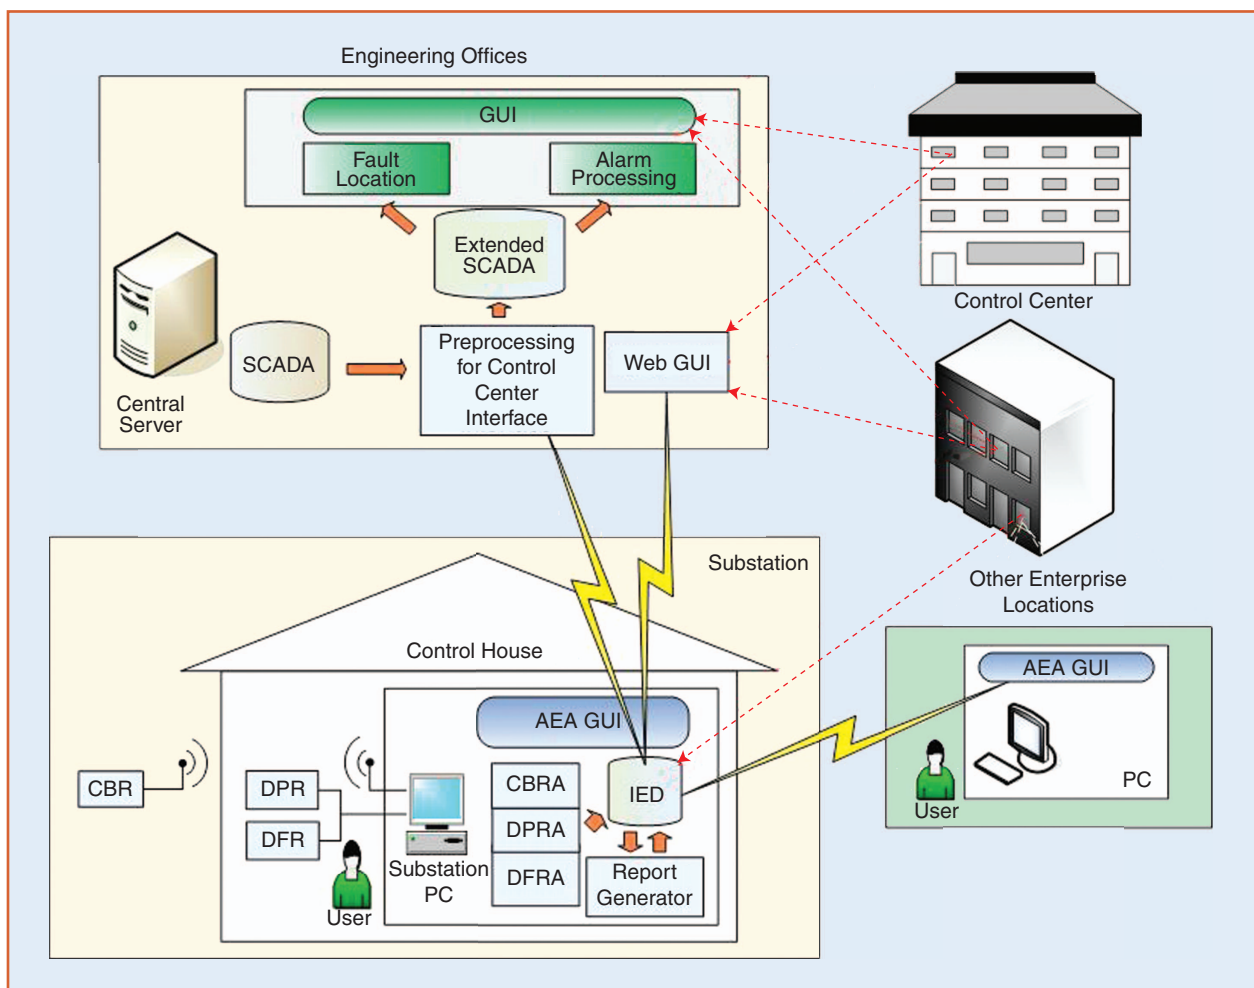 Engineering Offices
GUI
Fault
Location
Alarm
Processing
Extended
SCADA
SCADA
Central
Server
Preprocessing
for Control
Center
Interface
Web GUI
Control Center
Other Enterprise
Locations
Substation
Control House
AEA GUI
CBR
DPR
DFR
User
Substation
PC
CBRA
DPRA
DFRA
IED
Report
Generator
AEA GUI
PC
User